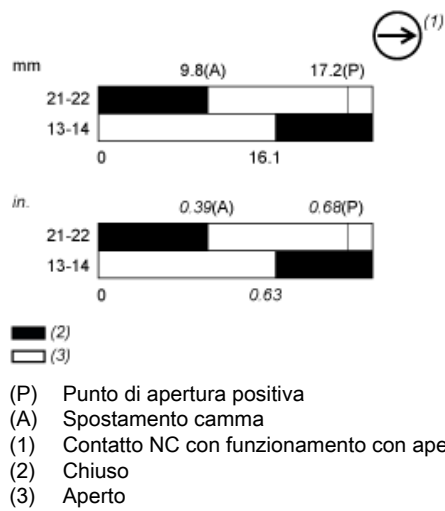 (1)
mm 9.8(A) 17.2(P)
21-22
13-14
0 16.1
in. 0.39(A) 0.68(P)
21-22
13-14
0 0.63
(2)
(3)
(P) Punto di apertura positiva
(A) Spostamento camma
(1) Contatto NC con funzionamento con ape
(2) Chiuso
(3) Aperto